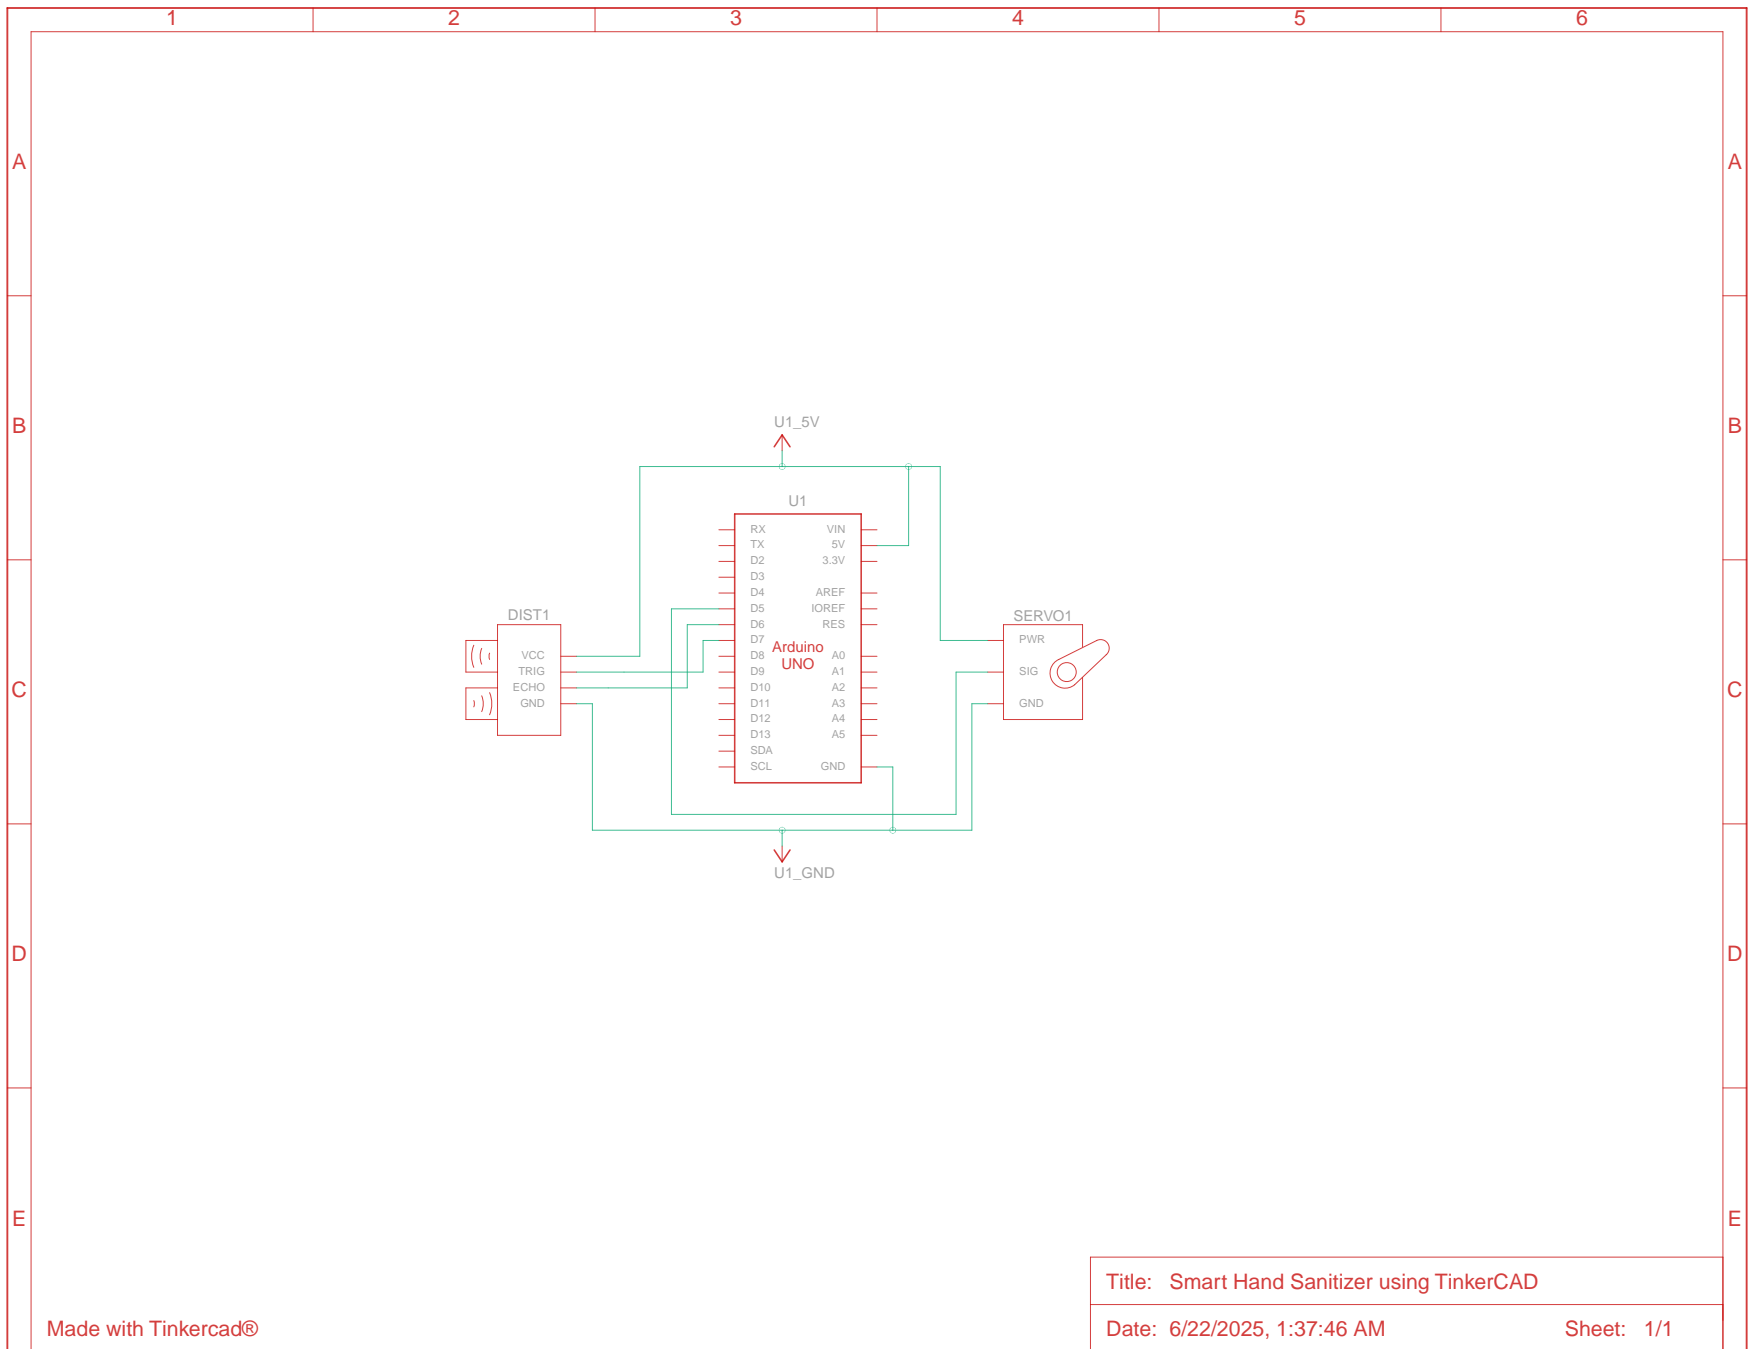 1 2 3 4 5 6
A A
B B
U1_5V
U1
RX VIN
TX 5V
D2 3.3V
D3
D4 AREF
D5 IOREF
D6 RES
D7
Arduino
UNO
D8 A0
D9 A1
D10 A2
D11 A3
D12 A4
D13 A5
SDA
SCL GND
DIST1
VCC
TRIG
ECHO
GND
SERVO1
PWR
SIG
GND
C C
U1_GND
D D
E E
Title: Smart Hand Sanitizer using TinkerCAD
Made with Tinkercad®
Date: 6/22/2025, 1:37:46 AM Sheet: 1/1